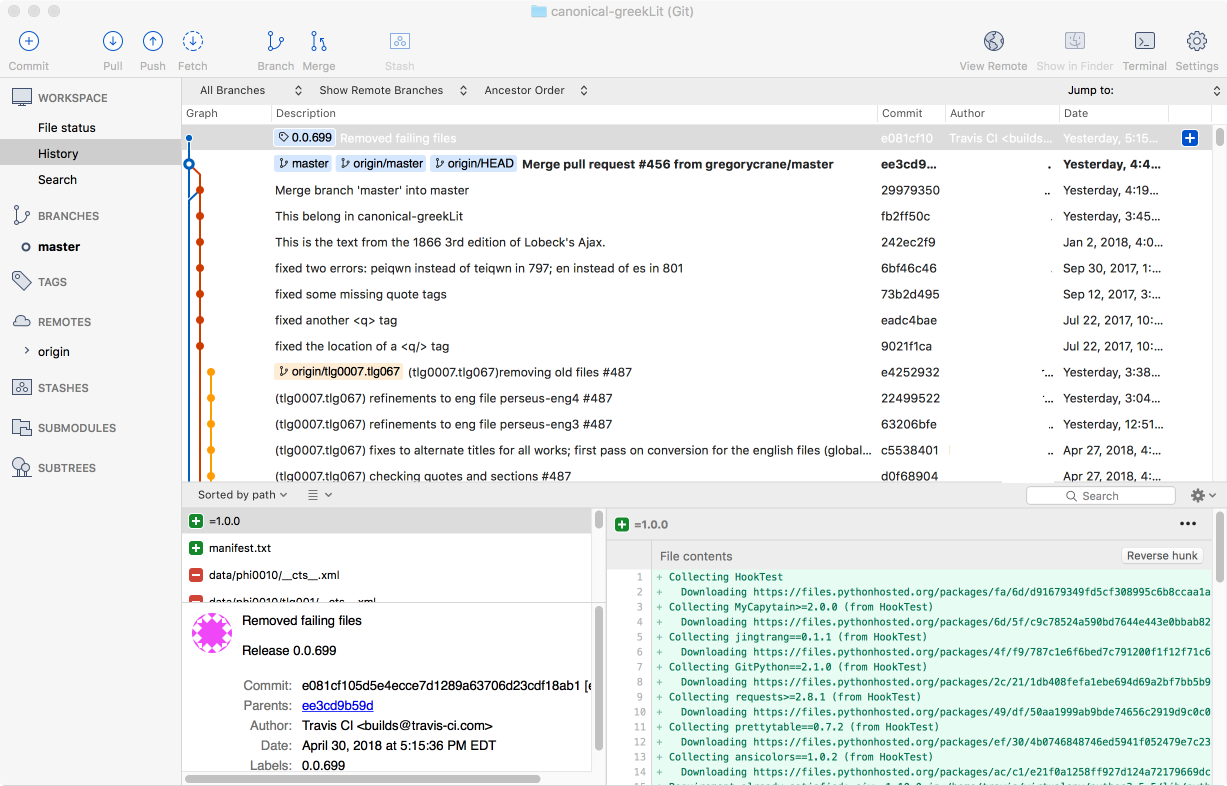 canonical-greekLit (Git)
Commit Pull Push Fetch Branch Merge Stash View Remote Show in Finder Terminal Settings
WORKSPACE
File status
History
Search
BRANCHES
master
TAGS
REMOTES
origin
STASHES
SUBMODULES
SUBTREES
All Branches Show Remote Branches Ancestor Order Jump to:
Graph Description Commit Author Date
0.0.699 Removed failing files e081cf10 Travis CI <builds... Yesterday, 5:15...
master origin/master origin/HEAD Merge pull request #456 from gregorycrane/master ee3cd9... . Yesterday, 4:4...
Merge branch 'master' into master 29979350 .. Yesterday, 4:19...
This belong in canonical-greekLit fb2ff50c . Yesterday, 3:45...
This is the text from the 1866 3rd edition of Lobeck's Ajax. 242ec2f9 Jan 2, 2018, 4:0...
fixed two errors: peiqwn instead of teiqwn in 797; en instead of es in 801 6bf46c46 . Sep 30, 2017, 1:...
fixed some missing quote tags 73b2d495 Sep 12, 2017, 3:...
fixed another <q> tag eadc4bae Jul 22, 2017, 10:...
fixed the location of a <q/> tag 9021f1ca Jul 22, 2017, 10:...
origin/tlg0007.tlg067 (tlg0007.tlg067)removing old files #487 e4252932 ... Yesterday, 3:38...
(tlg0007.tlg067) refinements to eng file perseus-eng4 #487 22499522 ... Yesterday, 3:04...
(tlg0007.tlg067) refinements to eng file perseus-eng3 #487 63206bfe .. Yesterday, 12:51...
(tlg0007.tlg067) fixes to alternate titles for all works; first pass on conversion for the english files (global... c5538401 .. Apr 27, 2018, 4:...
(tlg0007.tlg067) checking quotes and sections #487 d0f68904 .. Apr 27, 2018, 4:...
Sorted by path Search
=1.0.0
manifest.txt
data/phi0010/__cts__.xml
data/phi0010/tlg001/__cts__.xml
Removed failing files
Release 0.0.699
Commit: e081cf105d5e4ecce7d1289a63706d23cdf18ab1 [e
Parents: ee3cd9b59d
Author: Travis CI <builds@travis-ci.com>
Date: April 30, 2018 at 5:15:36 PM EDT
Labels: 0.0.699
=1.0.0 •••
File contents Reverse hunk
1 + Collecting HookTest
2 + Downloading https://files.pythonhosted.org/packages/fa/6d/d91679349fd5cf308995c6b8ccaa1a
3 + Collecting MyCapytain>=2.0.0 (from HookTest)
4 + Downloading https://files.pythonhosted.org/packages/6d/5f/c9c78524a590bd7644e443e0bbab82
5 + Collecting jingtrang==0.1.1 (from HookTest)
6 + Downloading https://files.pythonhosted.org/packages/4f/f9/787c1e6f6bed7c791200f1f12f71c6
7 + Collecting GitPython==2.1.0 (from HookTest)
8 + Downloading https://files.pythonhosted.org/packages/2c/21/1db408fefa1ebe694d69a2bf7bb5b9
9 + Collecting requests>=2.8.1 (from HookTest)
10 + Downloading https://files.pythonhosted.org/packages/49/df/50aa1999ab9bde74656c2919d9c0c0
11 + Collecting prettytable==0.7.2 (from HookTest)
12 + Downloading https://files.pythonhosted.org/packages/ef/30/4b0746848746ed5941f052479e7c23
13 + Collecting ansicolors==1.0.2 (from HookTest)
14 + Downloading https://files.pythonhosted.org/packages/ac/c1/e21f0a1258ff927d124a72179669dc